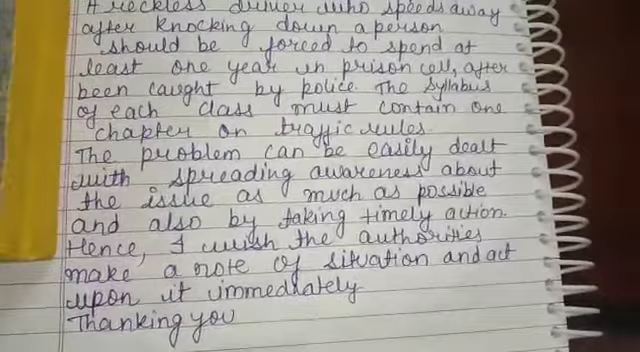 A reckless driver who speeds away
after knocking down a person
should be forced to spend at
least one year in prison cell, after
been caught by police. The syllabus
of each class must contain one
chapter on traffic rules.
The problem can be easily dealt
with spreading awareness about
the issue as much as possible
and also by taking timely action.
Hence, I wish the authorities
make a note of situation and act
upon it immediately
Thanking you